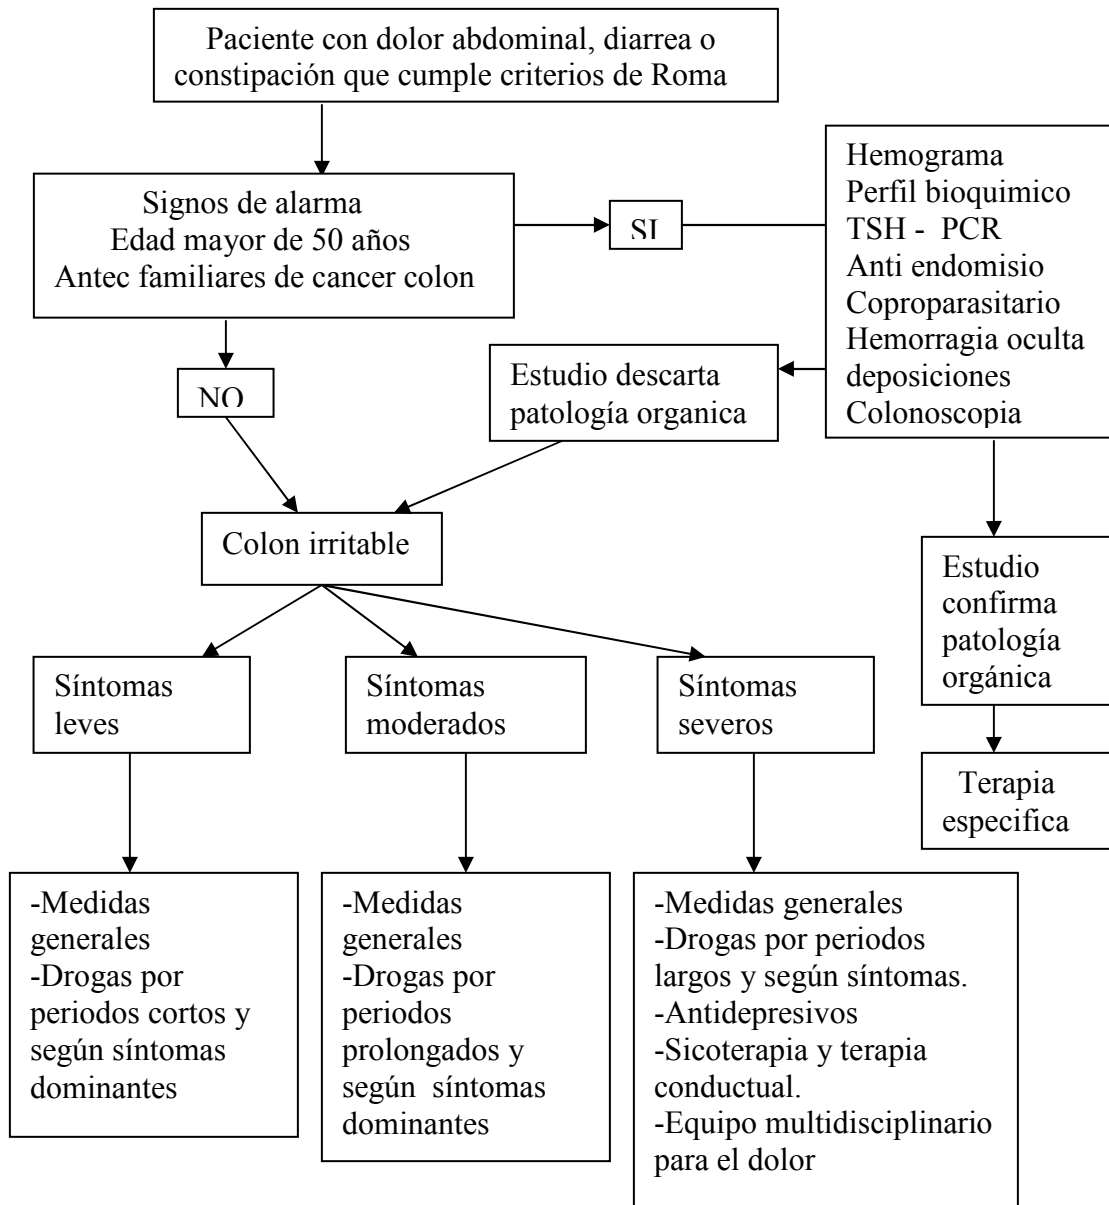 Paciente con dolor abdominal, diarrea o
constipación que cumple criterios de Roma
Signos de alarma
Edad mayor de 50 años
Antec familiares de cancer colon
SI
Hemograma
Perfil bioquimico
TSH - PCR
Anti endomisio
Coproparasitario
Hemorragia oculta
deposiciones
Colonoscopia
NO
Estudio descarta
patología organica
Colon irritable
Estudio
confirma
patología
orgánica
Síntomas
leves
Síntomas
moderados
Síntomas
severos
Terapia
especifica
-Medidas
generales
-Drogas por
periodos cortos y
según síntomas
dominantes
-Medidas
generales
-Drogas por
periodos
prolongados y
según síntomas
dominantes
-Medidas generales
-Drogas por periodos
largos y según síntomas.
-Antidepresivos
-Sicoterapia y terapia
conductual.
-Equipo multidisciplinario
para el dolor